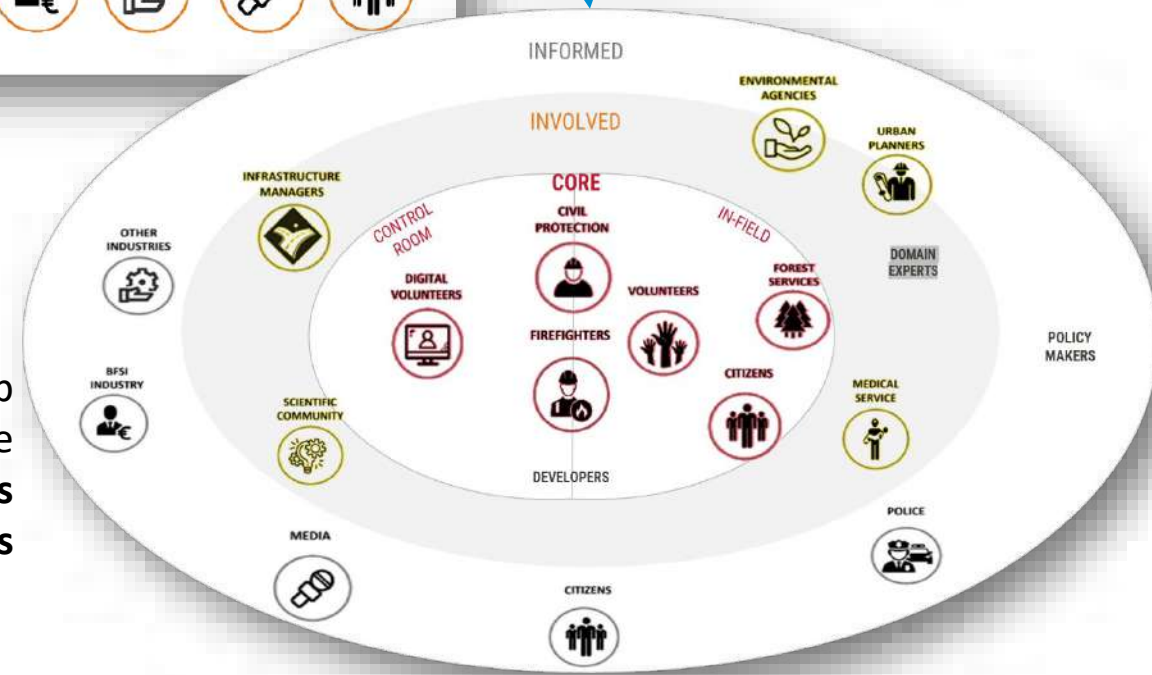 INFORMED
ENVIRONMENTAL
AGENCIES
INVOLVED
URBAN
PLANNERS
INFRASTRUCTURE
MANAGERS
CORE
CONTROL
ROOM
CIVIL
PROTECTION
IN-FIELD
OTHER
INDUSTRIES
DOMAIN
EXPERTS
DIGITAL
VOLUNTEERS
VOLUNTEERS
FOREST
SERVICES
FIREFIGHTERS
POLICY
MAKERS
BFSI
INDUSTRY
CITIZENS
MEDICAL
SERVICE
SCIENTIFIC
COMMUNITY
DEVELOPERS
POLICE
MEDIA
CITIZENS